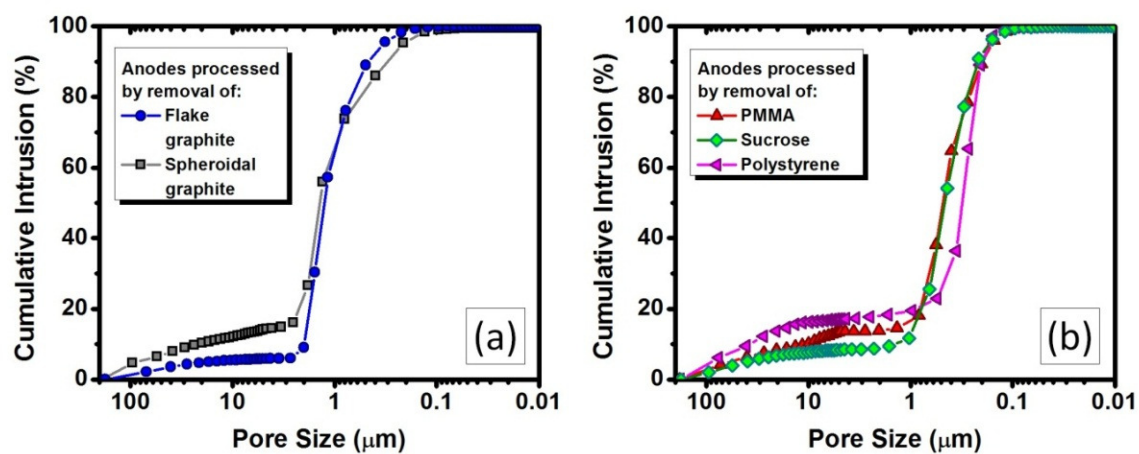 Cumulative Intrusion (%)
100
80
60
40
20
0
Anodes processed
by removal of:
Flake
graphite
Spheroidal
graphite
(a)
100 10 1 0.1 0.01
Pore Size (μm)
Cumulative Intrusion (%)
100
80
60
40
20
0
Anodes processed
by removal of:
PMMA
Sucrose
Polystyrene
(b)
100 10 1 0.1 0.01
Pore Size (μm)